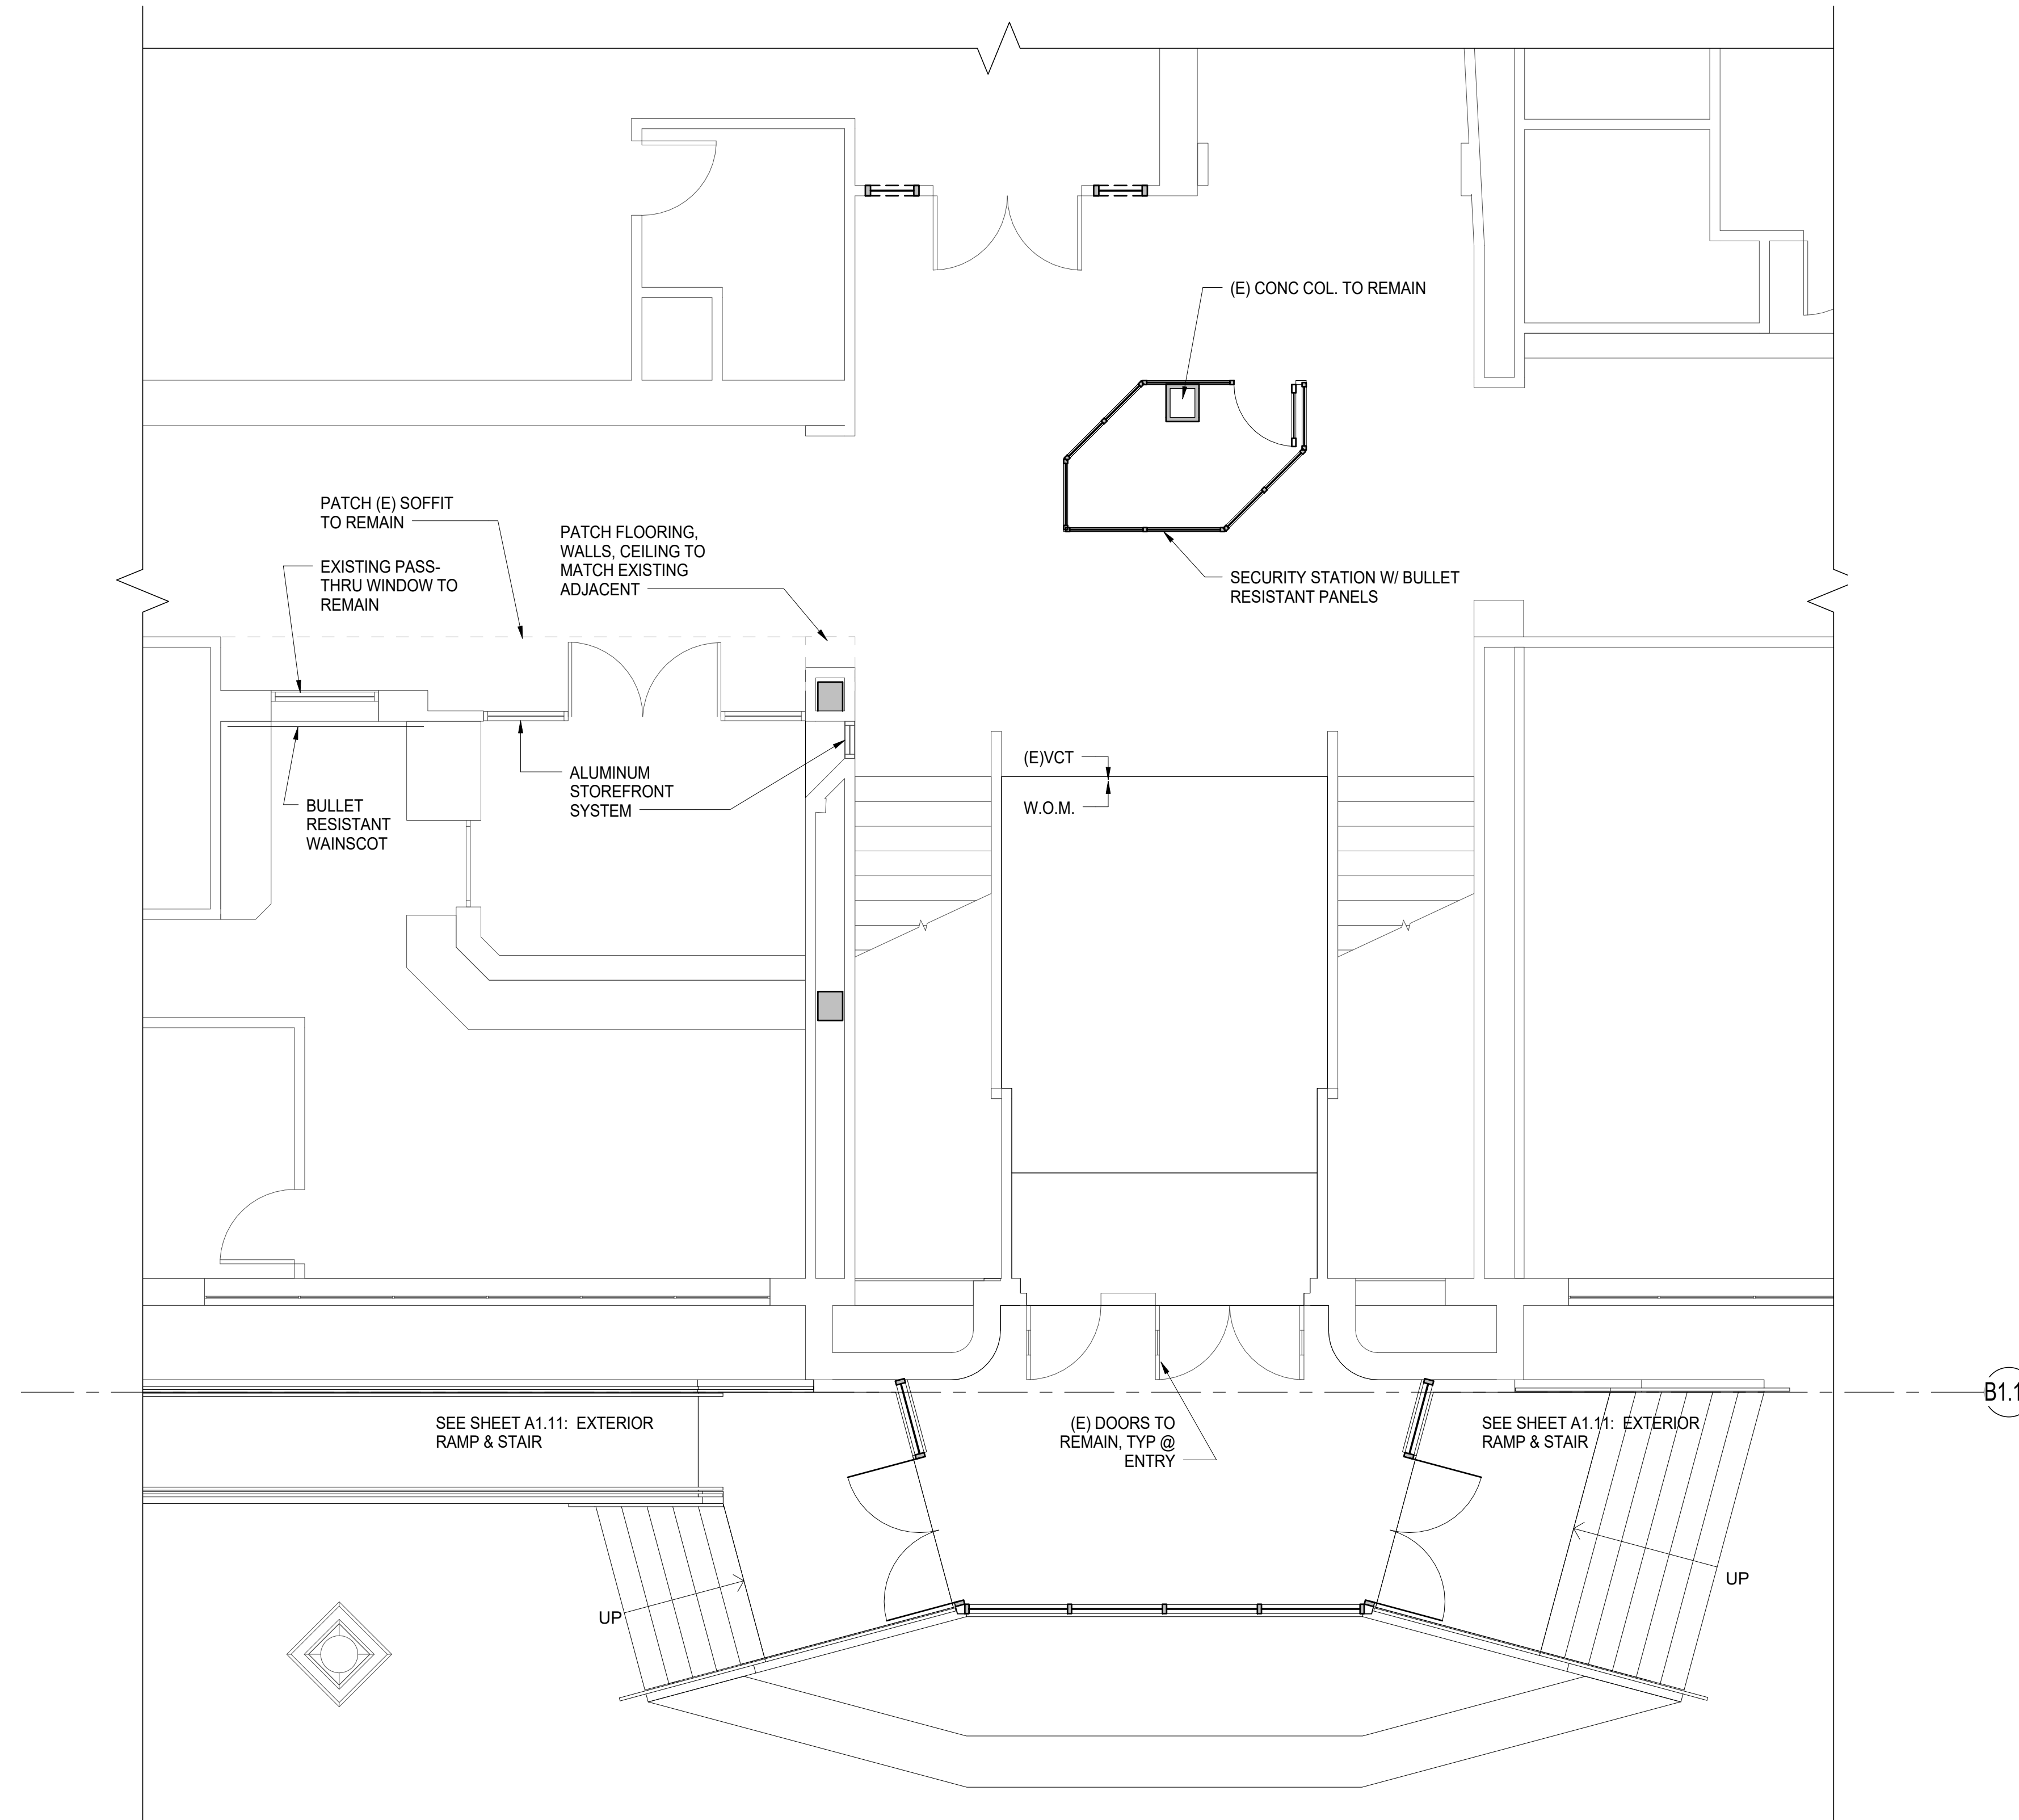 (E) CONC COL. TO REMAIN
PATCH (E) SOFFIT
TO REMAIN
PATCH FLOORING,
WALLS, CEILING TO
MATCH EXISTING
ADJACENT
EXISTING PASS-
THRU WINDOW TO
REMAIN
SECURITY STATION W/ BULLET
RESISTANT PANELS
(E)VCT
W.O.M.
ALUMINUM
STOREFRONT
SYSTEM
BULLET
RESISTANT
WAINSCOT
B1.1
SEE SHEET A1.11: EXTERIOR
RAMP & STAIR
(E) DOORS TO
REMAIN, TYP @
ENTRY
SEE SHEET A1.11: EXTERIOR
RAMP & STAIR
UP
UP